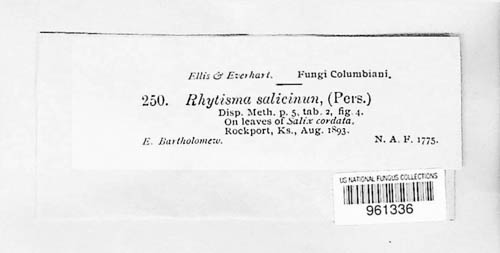 Ellis & Everhart. Fungi Columbiani.
250. Rhytisma salicinun, (Pers.)
Disp. Meth. p. 5, tab. 2, fig. 4.
On leaves of Salix cordata.
Rockport, Ks., Aug. 1893.
E. Bartholomew. N. A. F. 1775.
US NATIONAL FUNGUS COLLECTIONS
961336